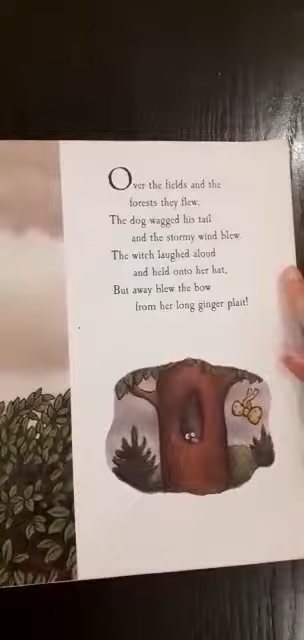 Over the fields and the
forests they flew.
The dog wagged his tail
and the stormy wind blew.
The witch laughed aloud
and held onto her hat,
But away blew the bow
from her long ginger plait!